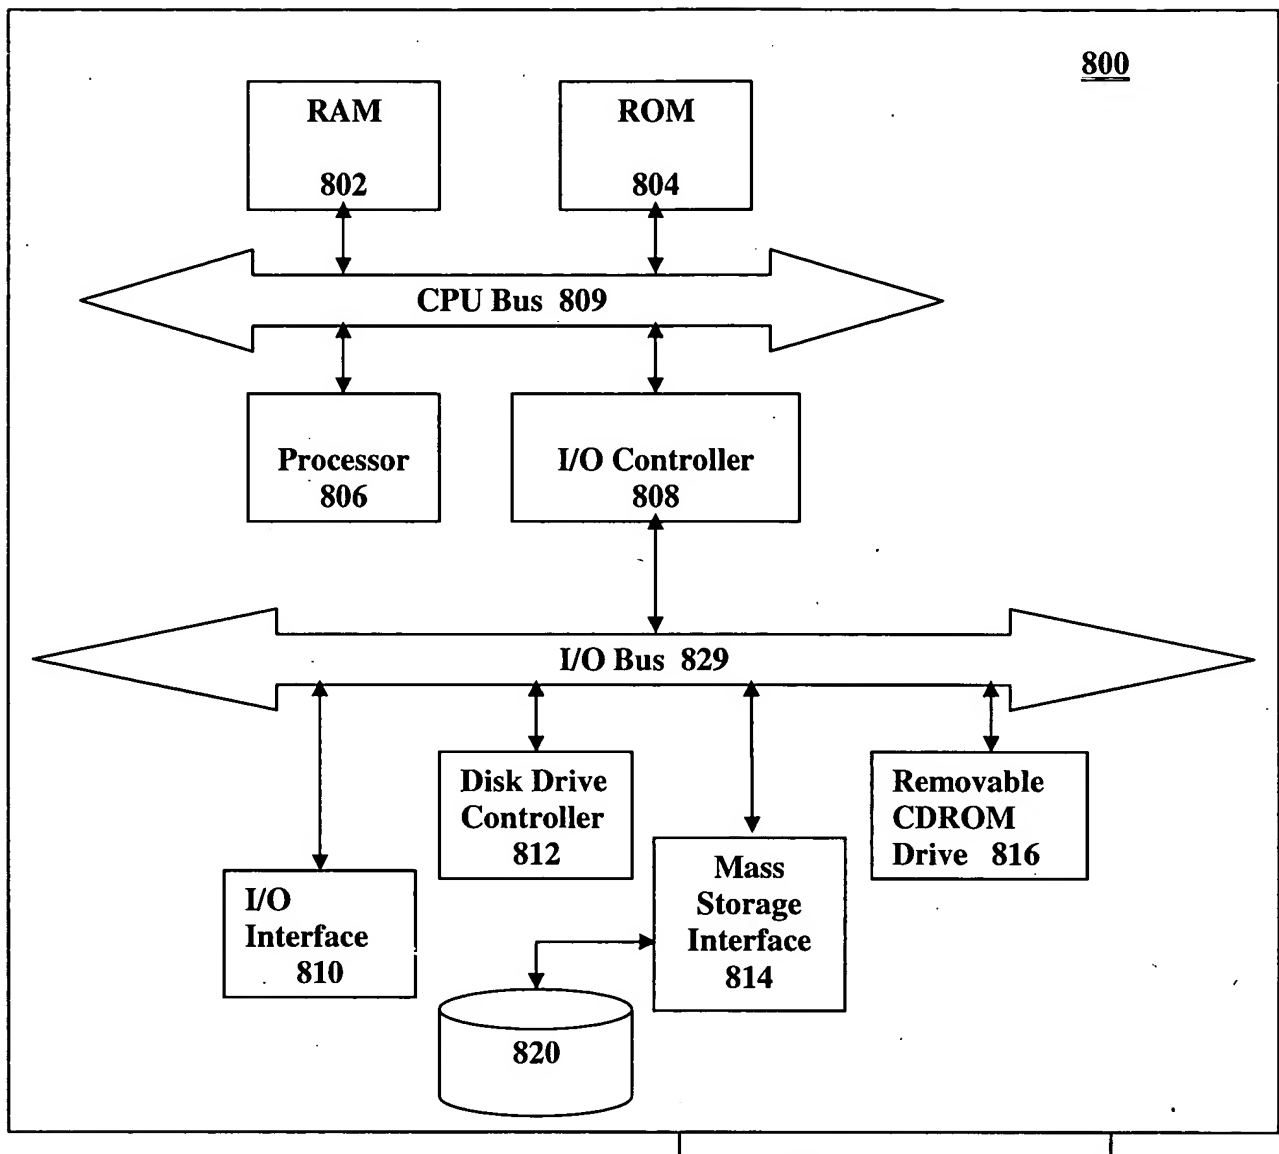 800
RAM
802
ROM
804
CPU Bus 809
Processor
806
I/O Controller
808
I/O Bus 829
Disk Drive
Controller
812
Removable
CDROM
Drive 816
Mass
Storage
Interface
814
I/O
Interface
810
820